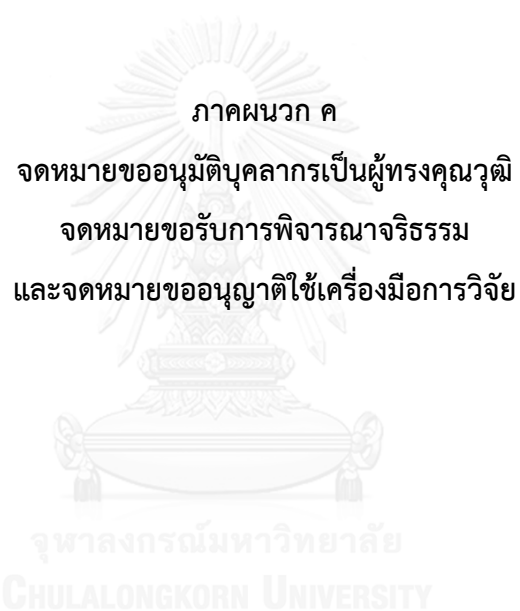 ภาคผนวก ค
จดหมายขออนุมัติบุคลากรเป็นผู้ทรงคุณวุฒิ
จดหมายขอรับการพิจารณาจริธรรม
และจดหมายขออนุญาติใช้เครื่องมือการวิจัย
จุฬาลงกรณ์มหาวิทยาลัย
CHULALONGKORN UNIVERSITY